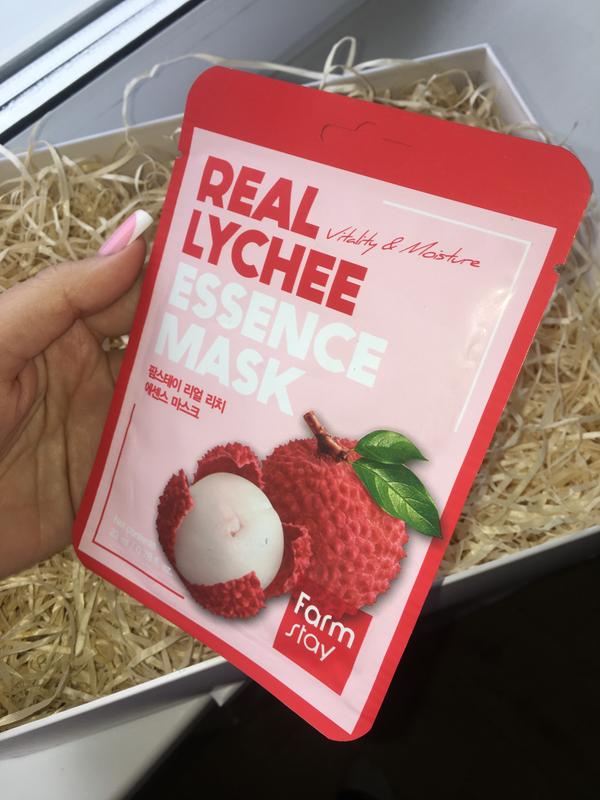 REAL
LYCHEE
Vitality & Moisture
ESSENCE
MASK
팜스테이 리얼 리치
에센스 마스크
Farm
stay